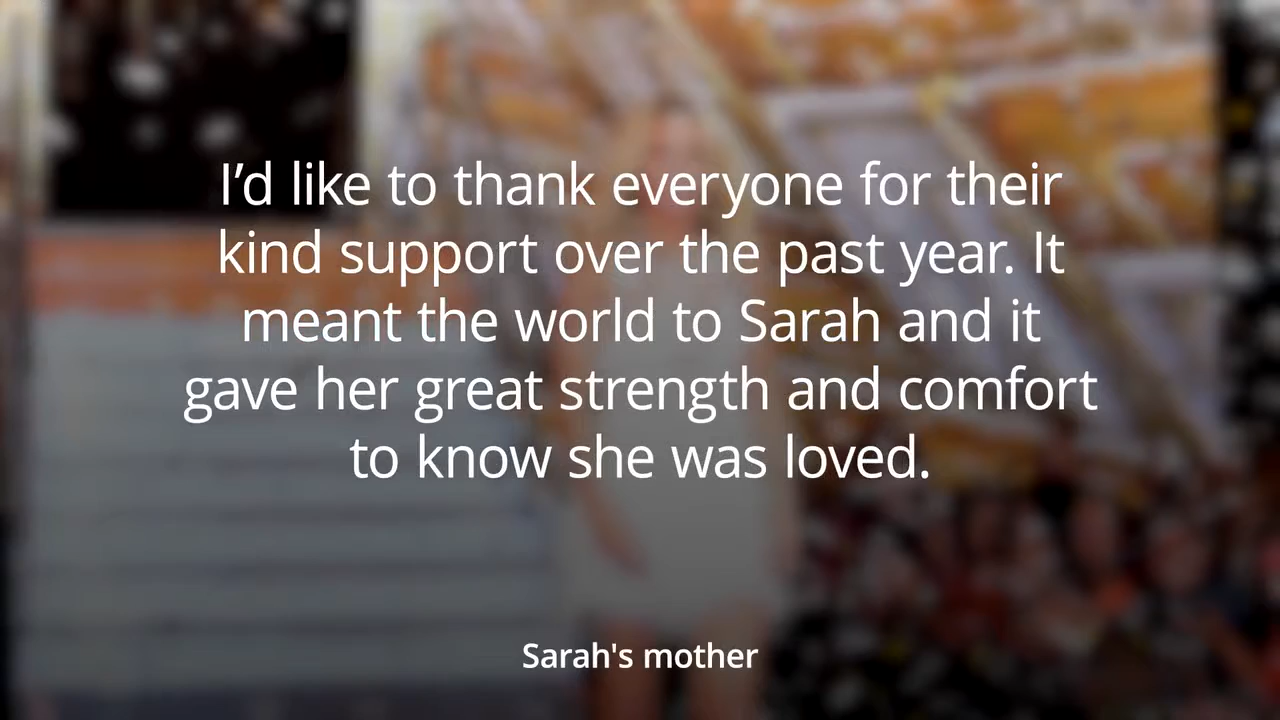 I’d like to thank everyone for their
kind support over the past year. It
meant the world to Sarah and it
gave her great strength and comfort
to know she was loved.
Sarah's mother